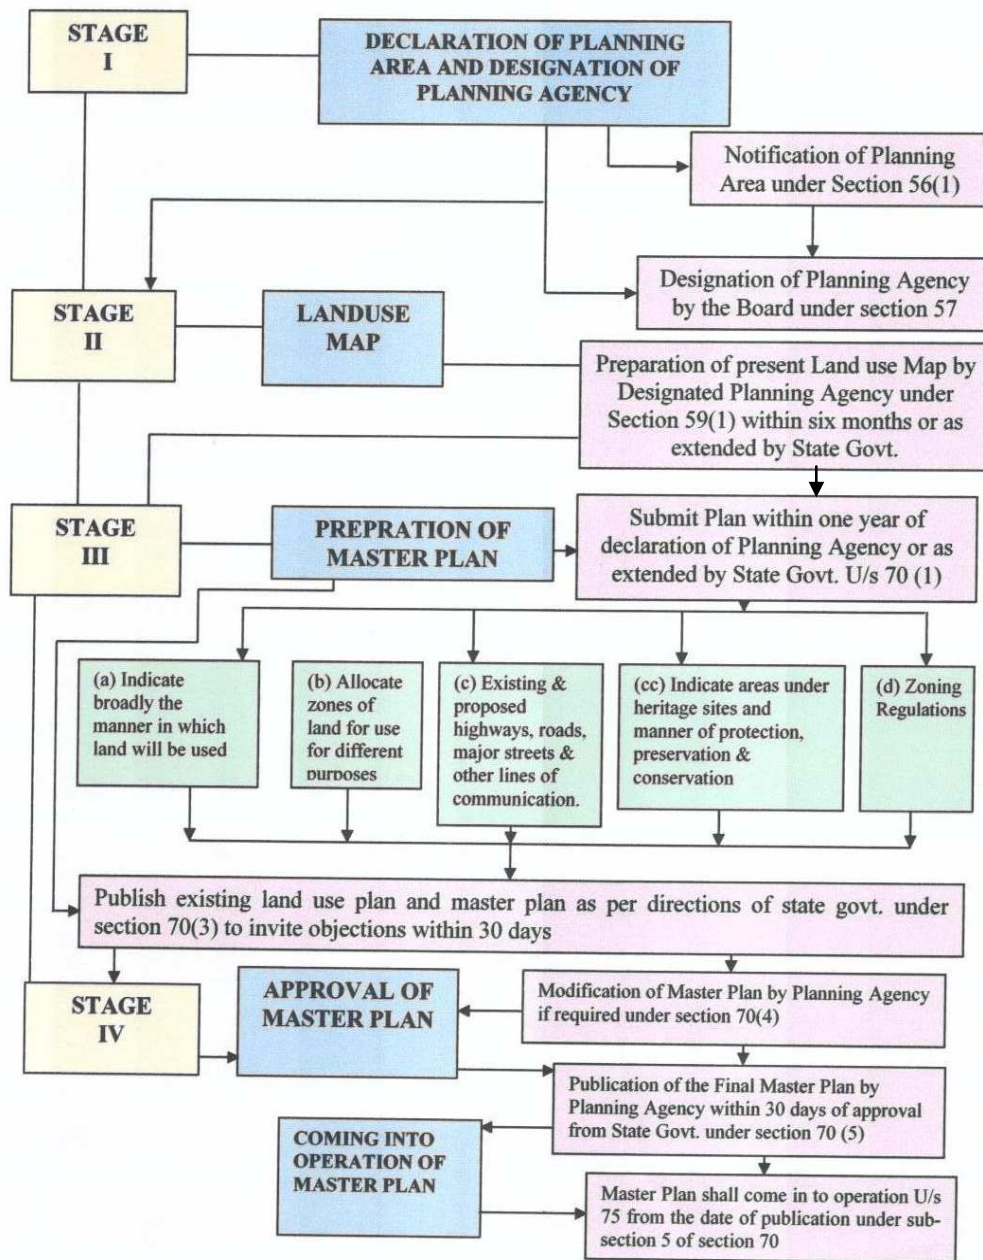 STAGE
I
DECLARATION OF PLANNING
AREA AND DESIGNATION OF
PLANNING AGENCY
Notification of Planning
Area under Section 56(1)
Designation of Planning Agency
by the Board under section 57
STAGE
II
LANDUSE
MAP
Preparation of present Land use Map by
Designated Planning Agency under
Section 59(1) within six months or as
extended by State Govt.
STAGE
III
PREPRATION OF
MASTER PLAN
Submit Plan within one year of
declaration of Planning Agency or as
extended by State Govt. U/s 70 (1)
(a) Indicate
broadly the
manner in which
land will be used
(b) Allocate
zones of
land for use
for different
purposes
(c) Existing &
proposed
highways, roads,
major streets &
other lines of
communication.
(cc) Indicate areas under
heritage sites and
manner of protection,
preservation &
conservation
(d) Zoning
Regulations
Publish existing land use plan and master plan as per directions of state govt. under
section 70(3) to invite objections within 30 days
STAGE
IV
APPROVAL OF
MASTER PLAN
Modification of Master Plan by Planning Agency
if required under section 70(4)
Publication of the Final Master Plan by
Planning Agency within 30 days of approval
from State Govt. under section 70 (5)
COMING INTO
OPERATION OF
MASTER PLAN
Master Plan shall come in to operation U/s
75 from the date of publication under sub-
section 5 of section 70